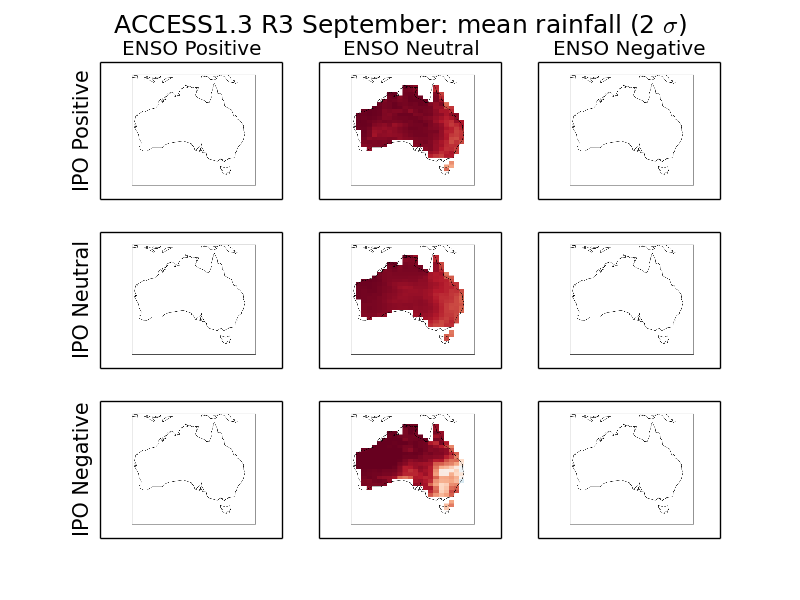 ACCESS1.3 R3 September: mean rainfall (2 σ)
ENSO Positive
ENSO Neutral
ENSO Negative
IPO Positive
IPO Neutral
IPO Negative